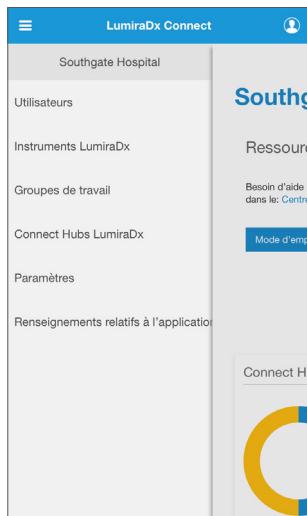 LumiraDx Connect
Southgate Hospital
Utilisateurs
Instruments LumiraDx
Groupes de travail
Connect Hubs LumiraDx
Paramètres
Renseignements relatifs à l'application
Southg
Ressour
Besoin d'aide
dans le: Centre
Mode d'emp
Connect H